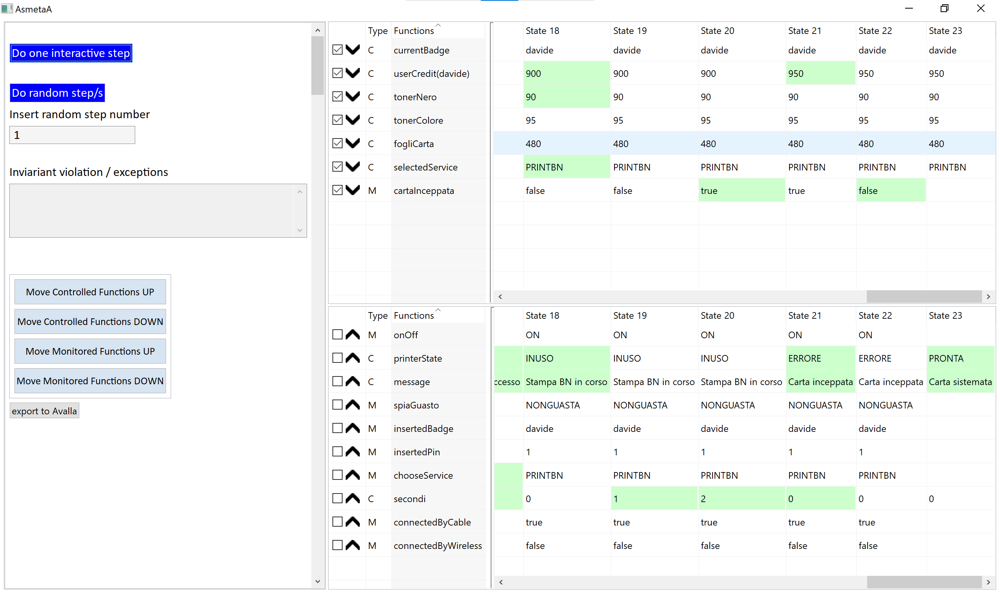 AsmetaA
Do one interactive step
Do random step/s
Insert random step number
1
Inviariant violation / exceptions
Move Controlled Functions UP
Move Controlled Functions DOWN
Move Monitored Functions UP
Move Monitored Functions DOWN
export to Avalla
Type Functions State 18 State 19 State 20 State 21 State 22 State 23
C currentBadge davide davide davide davide davide davide
C userCredit(davide) 900 900 900 950 950 950
C tonerNero 90 90 90 90 90 90
C tonerColore 95 95 95 95 95 95
C fogliCarta 480 480 480 480 480 480
C selectedService PRINTBN PRINTBN PRINTBN PRINTBN PRINTBN PRINTBN
M cartaInceppata false false true true false
Type Functions State 18 State 19 State 20 State 21 State 22 State 23
M onOff ON ON ON ON ON
C printerState INUSO INUSO INUSO ERRORE ERRORE PRONTA
C message ccesso Stampa BN in corso Stampa BN in corso Stampa BN in corso Carta inceppata Carta inceppata Carta sistemata
M spiaGuasto NONGUASTA NONGUASTA NONGUASTA NONGUASTA NONGUASTA
M insertedBadge davide davide davide davide davide
M insertedPin 1 1 1 1 1
M chooseService PRINTBN PRINTBN PRINTBN PRINTBN PRINTBN
C secondi 0 1 2 0 0 0
M connectedByCable true true true true true
M connectedByWireless false false false false false